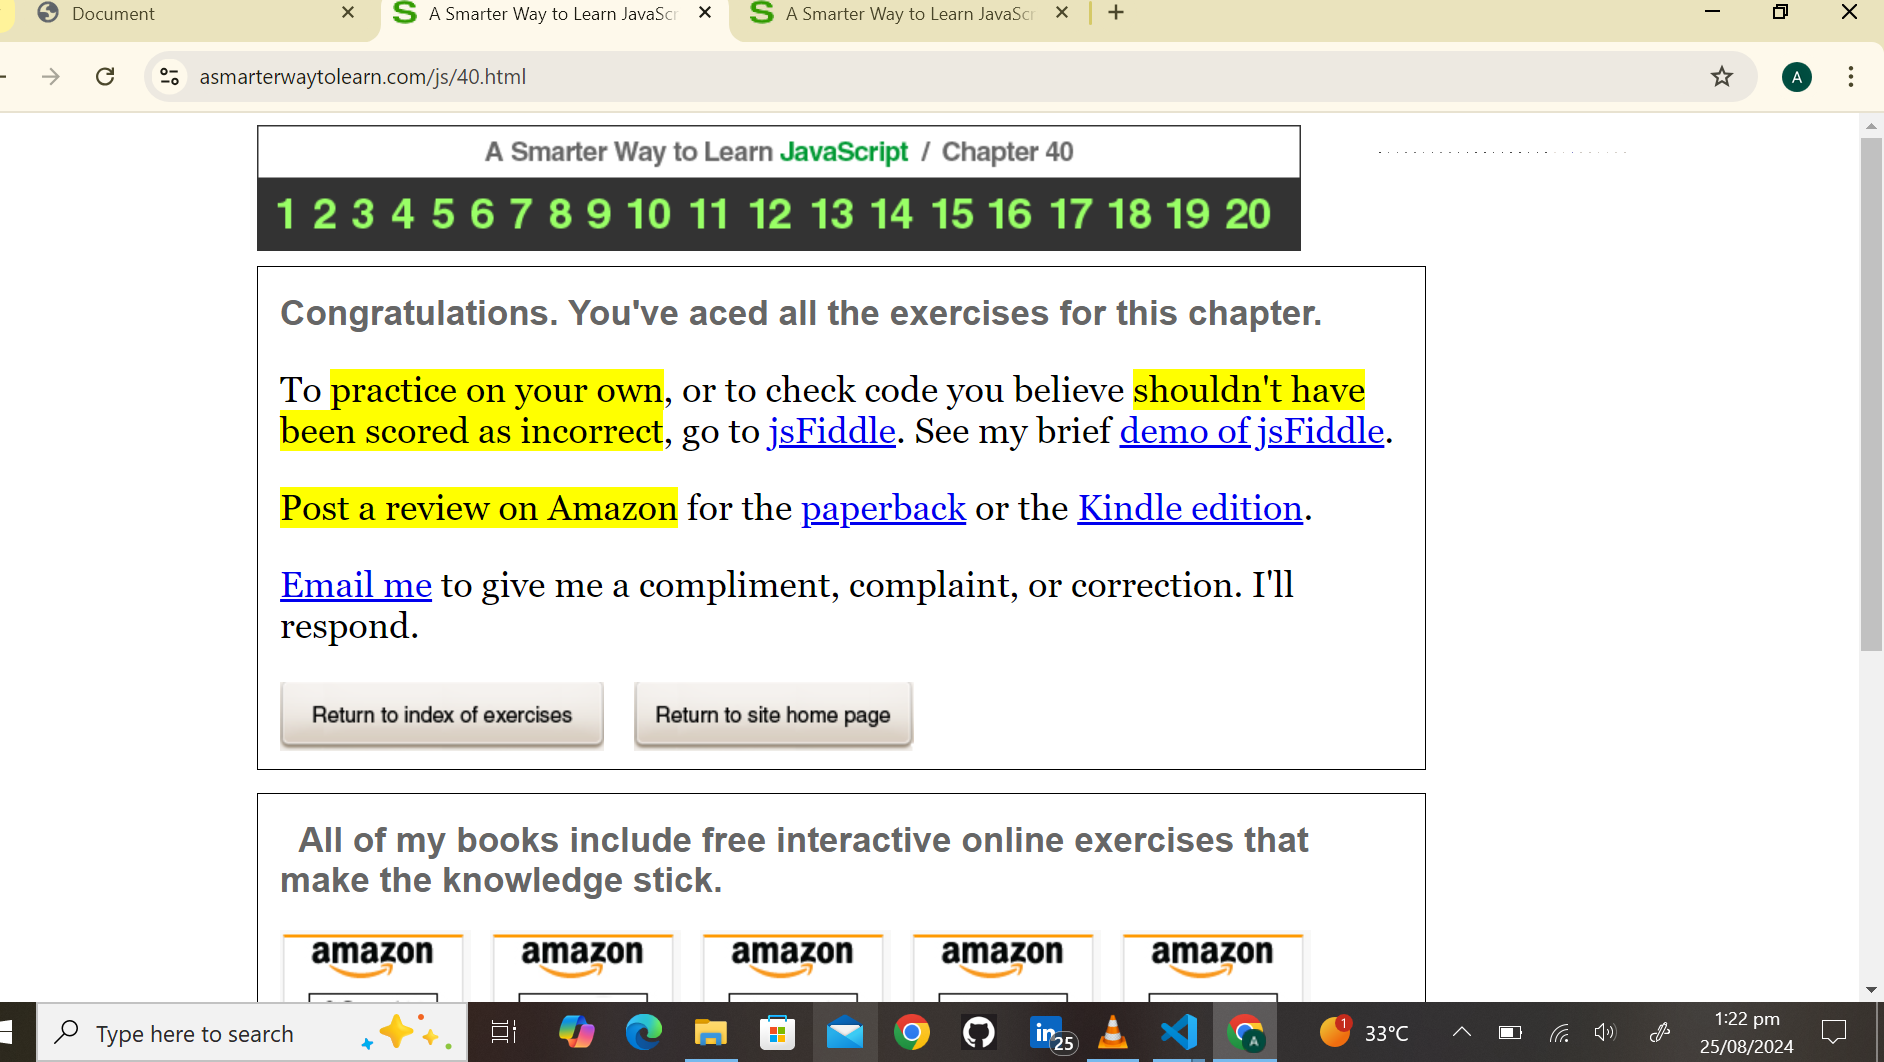 Document
A Smarter Way to Learn JavaScr
A Smarter Way to Learn JavaScr
asmarterwaytolearn.com/js/40.html
A
A Smarter Way to Learn JavaScript / Chapter 40
1 2 3 4 5 6 7 8 9 10 11 12 13 14 15 16 17 18 19 20
Congratulations. You've aced all the exercises for this chapter.
To practice on your own, or to check code you believe shouldn't have
been scored as incorrect, go to jsFiddle. See my brief demo of jsFiddle.
Post a review on Amazon for the paperback or the Kindle edition.
Email me to give me a compliment, complaint, or correction. I'll
respond.
Return to index of exercises
Return to site home page
All of my books include free interactive online exercises that
make the knowledge stick.
amazon amazon amazon amazon amazon
Type here to search
in
25
A
1
33°C
1:22 pm
25/08/2024